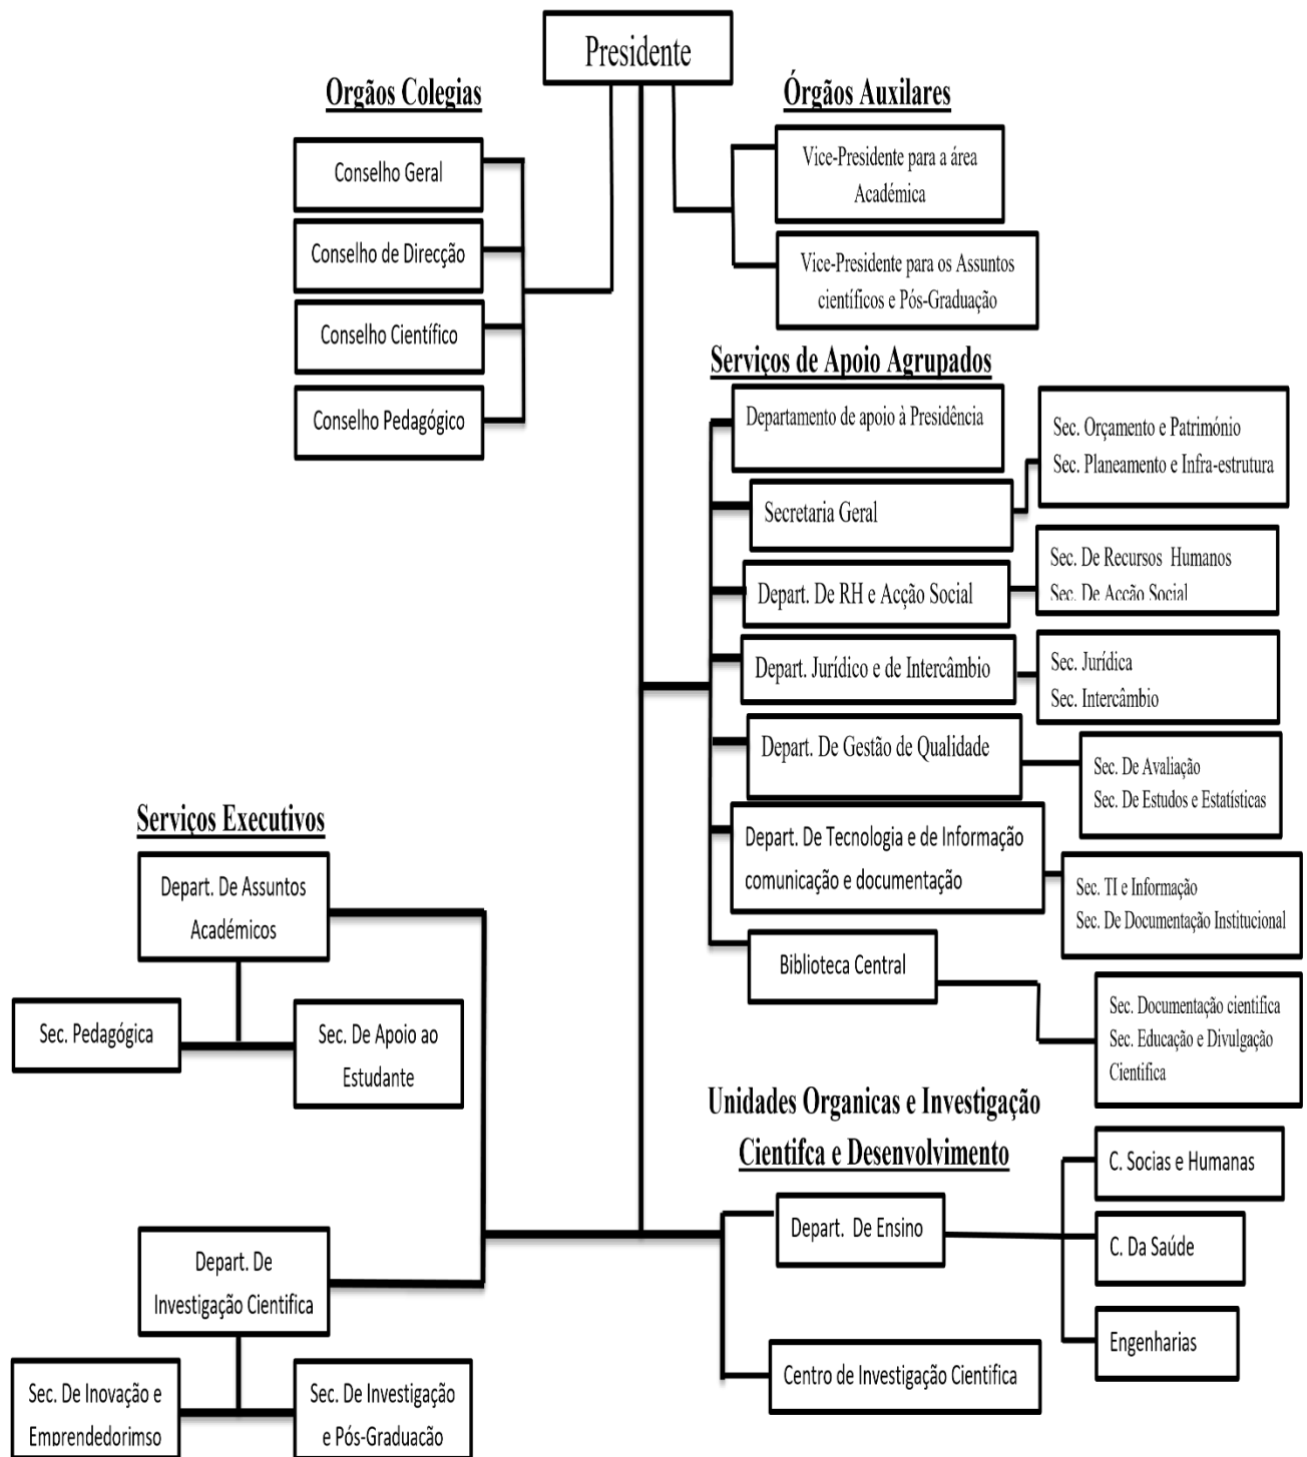 Presidente
Orgãos Colegias
Conselho Geral
Conselho de Direcção
Conselho Científico
Conselho Pedagógico
Órgãos Auxilares
Vice-Presidente para a área
Académica
Vice-Presidente para os Assuntos
científicos e Pós-Graduação
Serviços de Apoio Agrupados
Departamento de apoio à Presidência
Secretaria Geral
Sec. Orçamento e Património
Sec. Planeamento e Infra-estrutura
Depart. De RH e Acção Social
Sec. De Recursos Humanos
Sec. De Acção Social
Depart. Jurídico e de Intercâmbio
Sec. Jurídica
Sec. Intercâmbio
Depart. De Gestão de Qualidade
Sec. De Avaliação
Sec. De Estudos e Estatísticas
Depart. De Tecnologia e de Informação
comunicação e documentação
Sec. TI e Informação
Sec. De Documentação Institucional
Biblioteca Central
Sec. Documentação cientifica
Sec. Educação e Divulgação
Cientifica
Serviços Executivos
Depart. De Assuntos
Académicos
Sec. Pedagógica
Sec. De Apoio ao
Estudante
Depart. De
Investigação Cientifica
Sec. De Inovação e
Emprendedorimso
Sec. De Investigação
e Pós-Graduação
Unidades Organicas e Investigação
Cientifca e Desenvolvimento
Depart. De Ensino
C. Socias e Humanas
C. Da Saúde
Engenharias
Centro de Investigação Cientifica